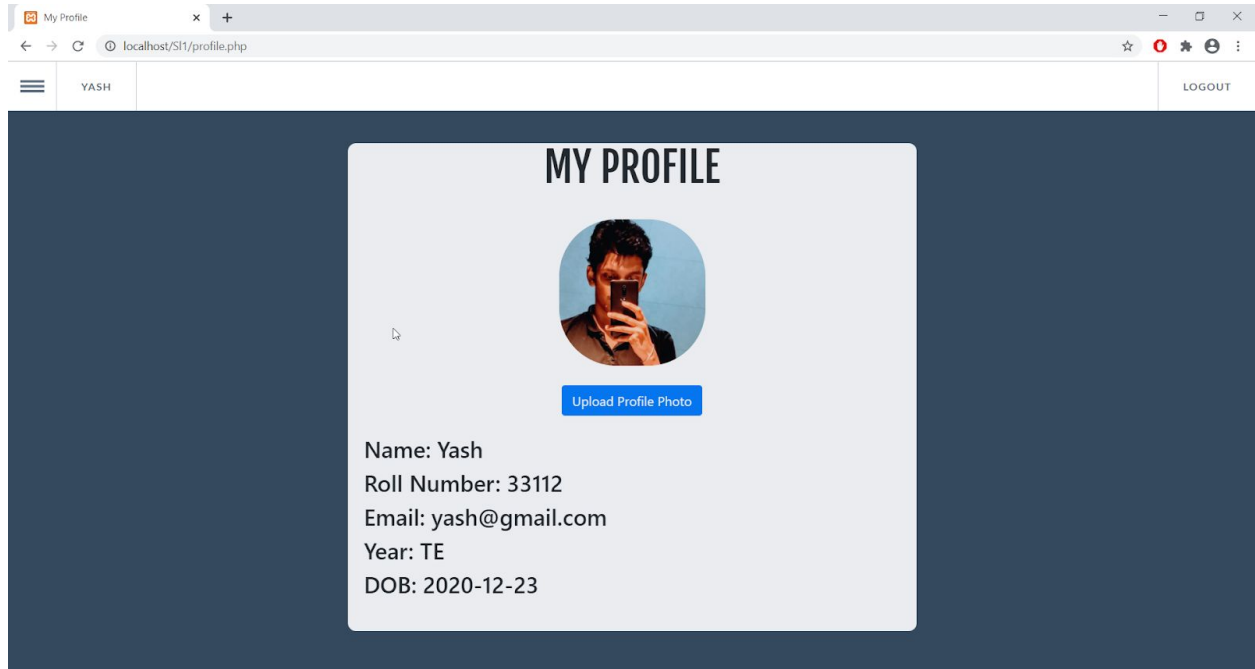 My Profile
localhost/Sl1/profile.php
YASH
LOGOUT
MY PROFILE
Upload Profile Photo
Name: Yash
Roll Number: 33112
Email: yash@gmail.com
Year: TE
DOB: 2020-12-23